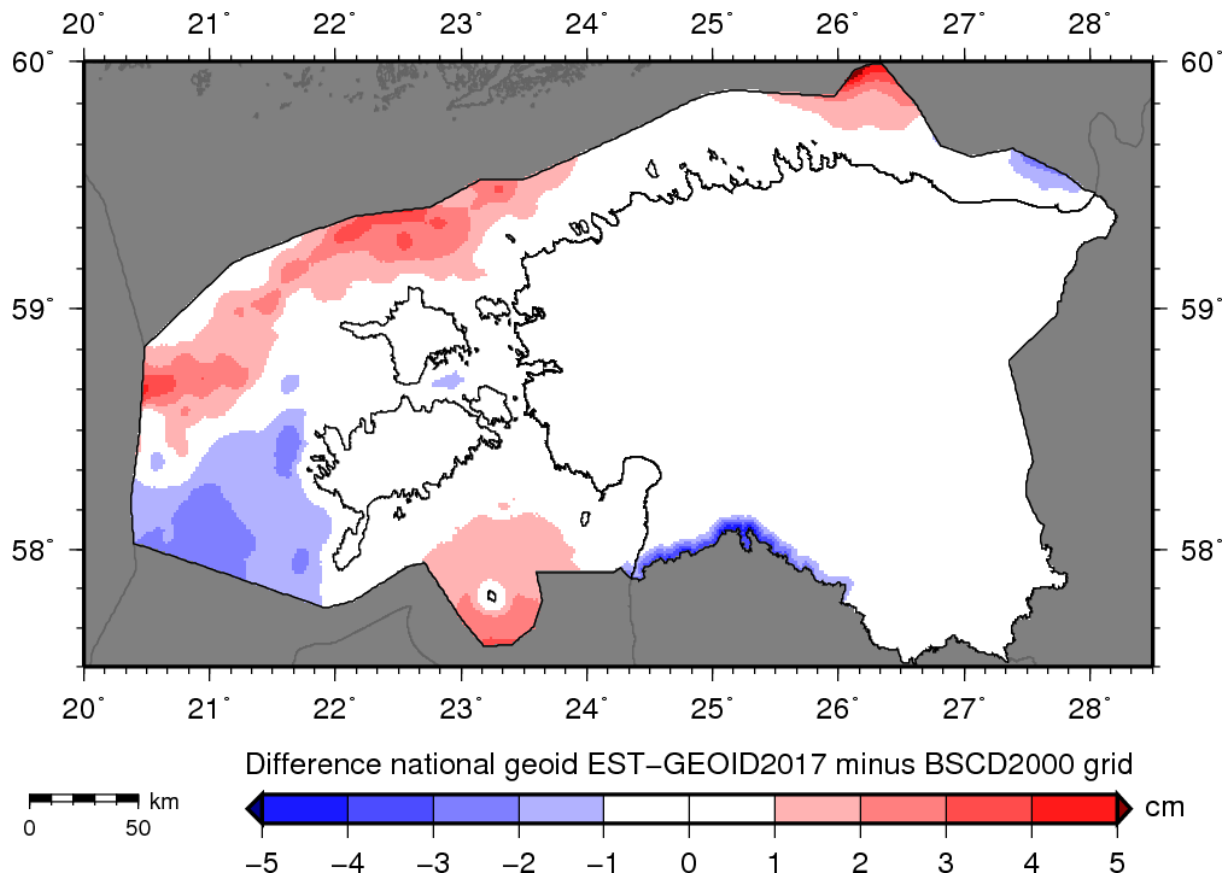 20° 21° 22° 23° 24° 25° 26° 27° 28°
60° 60°
59° 59°
58° 58°
20° 21° 22° 23° 24° 25° 26° 27° 28°
Difference national geoid EST−GEOID2017 minus BSCD2000 grid
km
0 50
cm
−5 −4 −3 −2 −1 0 1 2 3 4 5